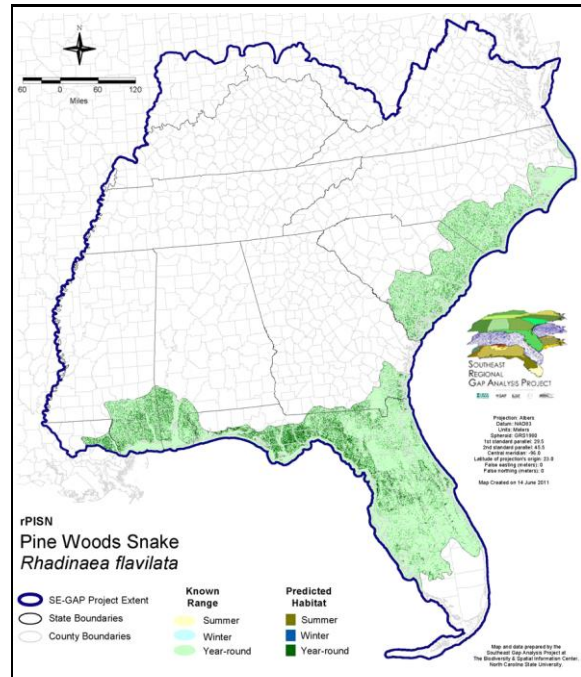 N
60 0 60 120
Miles
SOUTHEAST
REGIONAL
GAP ANALYSIS PROJECT
Projection: Albers
Datum: NAD83
Units: Meters
Spheroid: GRS1980
1st standard parallel: 29.5
2nd standard parallel: 45.5
Central meridian: -96.0
Latitude of projection's origin: 23.0
False easting (meters): 0
False northing (meters): 0
Map Created on 14 June 2011
rPISN
Pine Woods Snake
Rhadinaea flavilata
SE-GAP Project Extent
State Boundaries
County Boundaries
Known
Range
Summer
Winter
Year-round
Predicted
Habitat
Summer
Winter
Year-round
Map and data prepared by the
Southeast Gap Analysis Project at
The Biodiversity & Spatial Information Center,
North Carolina State University.